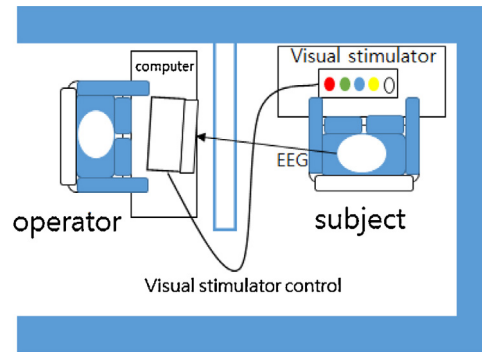 Visual stimulator
computer
EEG
operator
subject
Visual stimulator control